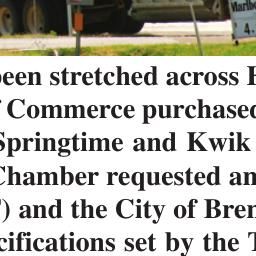 Marlbo
4.
been stretched across
f Commerce purchased
Springtime and Kwik
Chamber requested an
) and the City of Bren
cifications set by the T